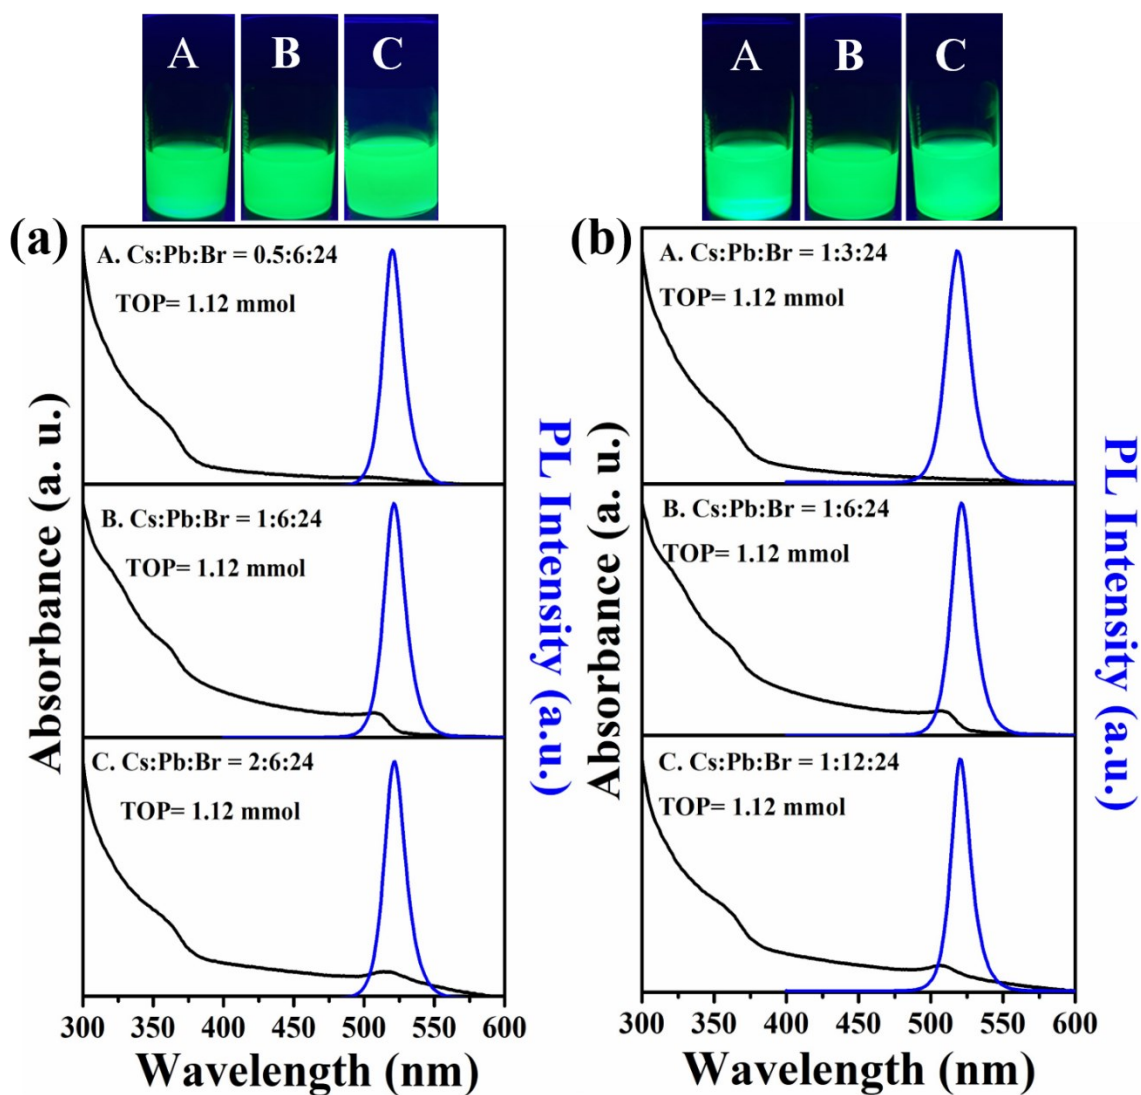 A B C
A B C
(a)
A. Cs:Pb:Br = 0.5:6:24
TOP= 1.12 mmol
B. Cs:Pb:Br = 1:6:24
TOP= 1.12 mmol
C. Cs:Pb:Br = 2:6:24
TOP= 1.12 mmol
Absorbance (a. u.)
PL Intensity (a.u.)
300 350 400 450 500 550 600
Wavelength (nm)
(b)
A. Cs:Pb:Br = 1:3:24
TOP= 1.12 mmol
B. Cs:Pb:Br = 1:6:24
TOP= 1.12 mmol
C. Cs:Pb:Br = 1:12:24
TOP= 1.12 mmol
Absorbance (a. u.)
PL Intensity (a.u.)
300 350 400 450 500 550 600
Wavelength (nm)